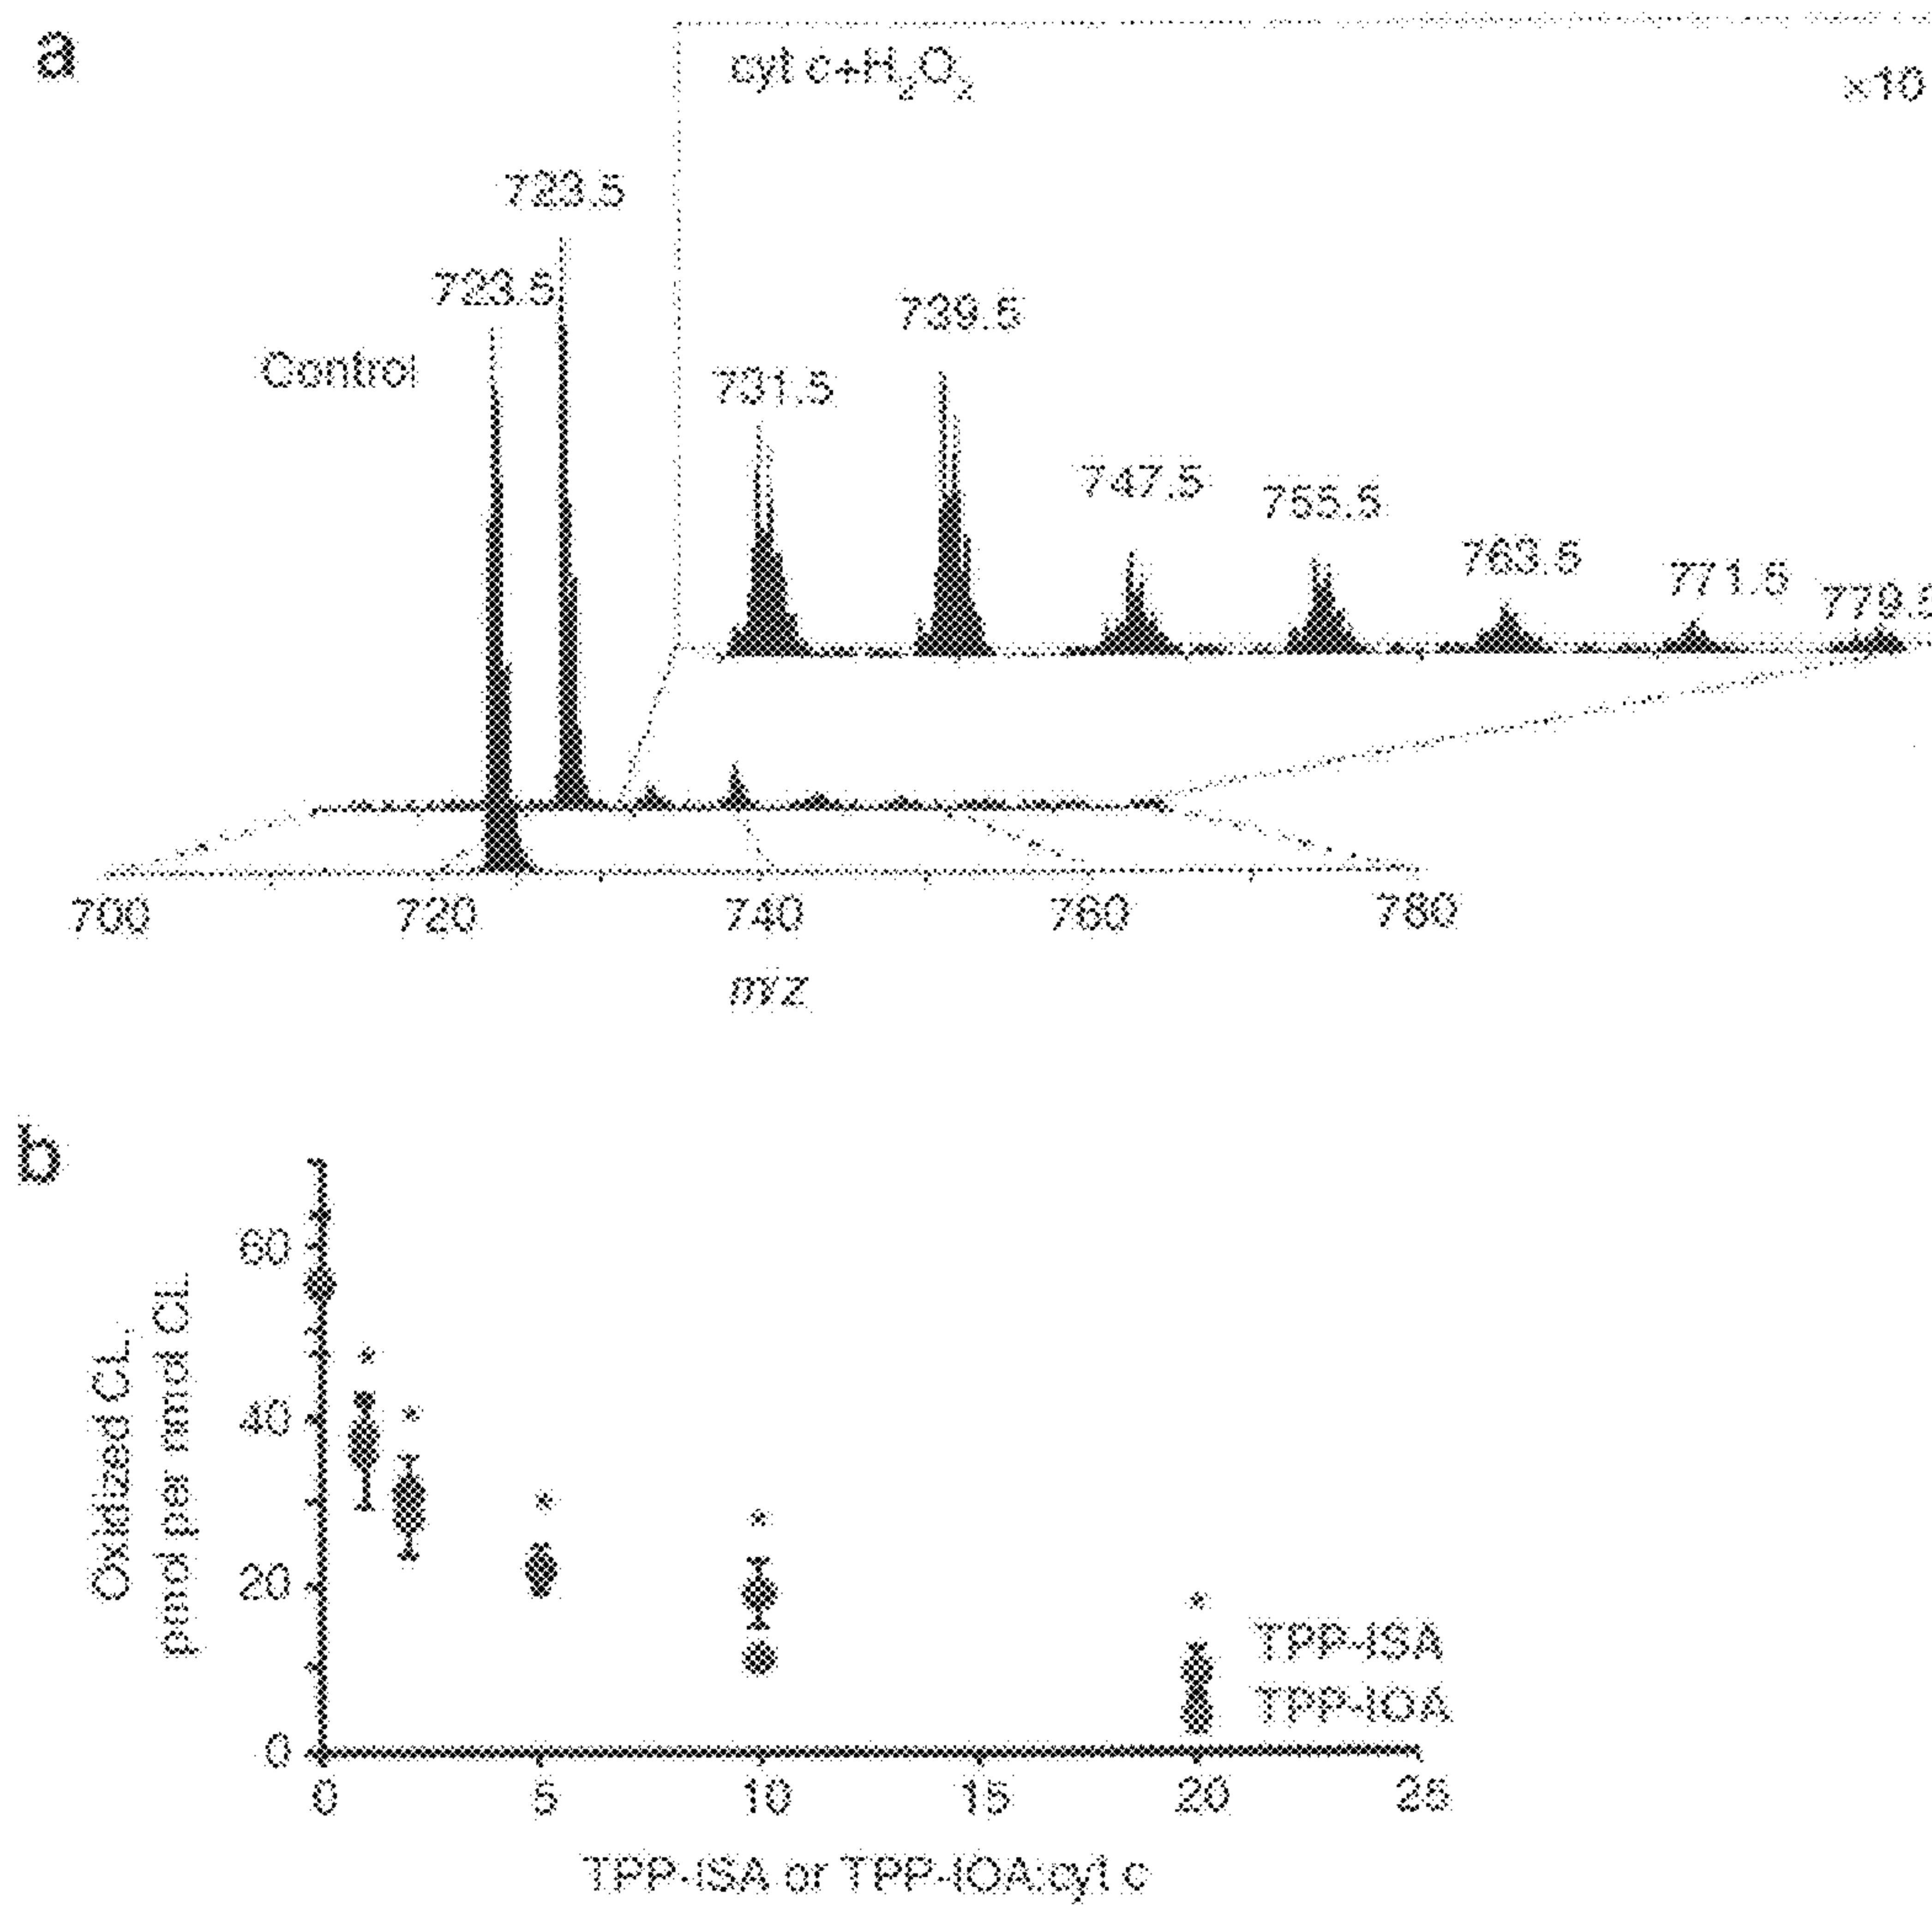 a
cyt c+H₂O₂
×10
723.5
723.5
Control
731.5
739.5
747.5
755.5
763.5
771.5
700
720
740
760
780
m/z
b
Oxidized CL,
pmol per nmol CL
60
40
20
0
*
*
*
*
*
TPP-ISA
TPP-IOA
0
5
10
15
20
25
TPP-ISA or TPP-IOA:cyt c